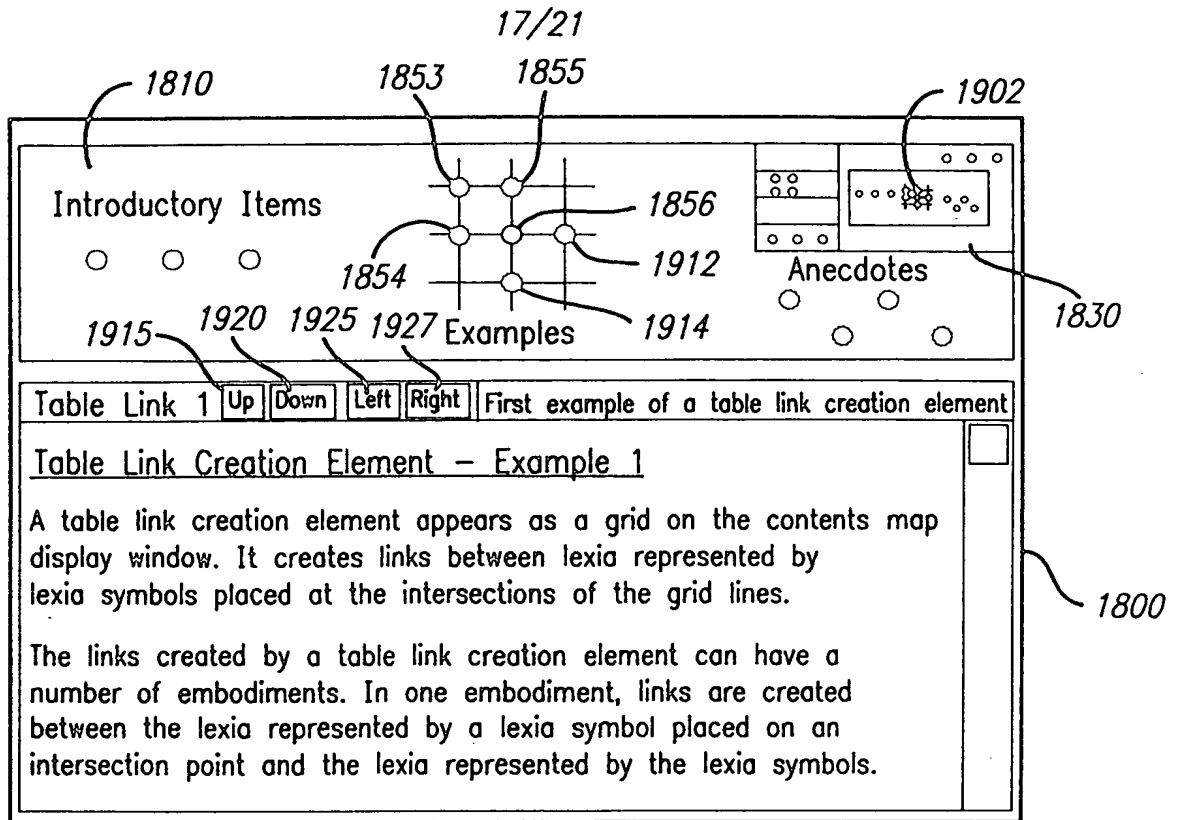 17/21
1810
1853
1855
1902
Introductory Items
1856
1854
1912
Anecdotes
1914
1830
1915
1920
1925
1927
Examples
Table Link 1 Up Down Left Right First example of a table link creation element
Table Link Creation Element – Example 1
A table link creation element appears as a grid on the contents map
display window. It creates links between lexia represented by
lexia symbols placed at the intersections of the grid lines.
1800
The links created by a table link creation element can have a
number of embodiments. In one embodiment, links are created
between the lexia represented by a lexia symbol placed on an
intersection point and the lexia represented by the lexia symbols.